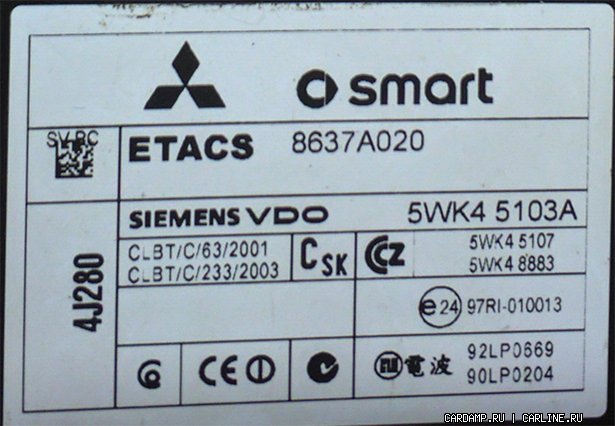 smart
SV RC
ETACS 8637A020
SIEMENS VDO 5WK4 5103A
CLBT/C/63/2001
CLBT/C/233/2003
CSK
CCZ
5WK4 5107
5WK4 8883
4J280
e24 97RI-010013
CE
電波
92LP0669
90LP0204
CARDAMP.RU | CARLINE.RU